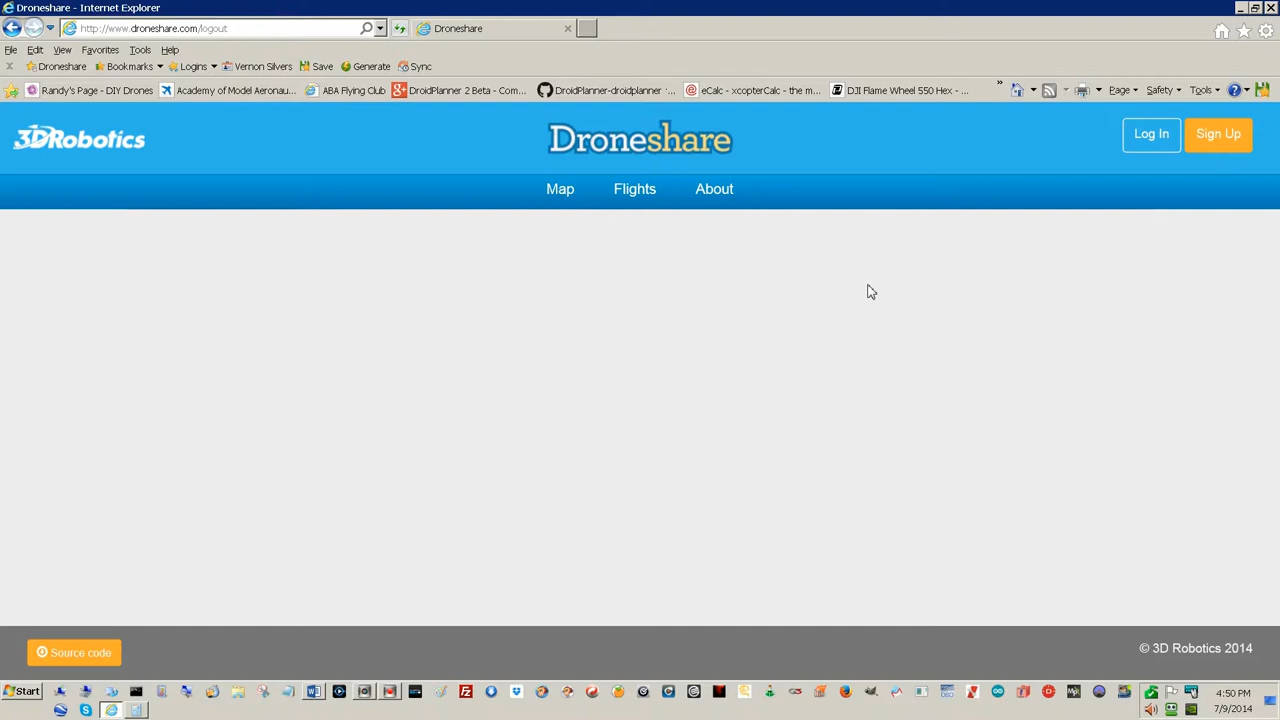 Droneshare - Internet Explorer
http://www.droneshare.com/logout
Droneshare
File Edit View Favorites Tools Help
Droneshare Bookmarks Logins Vernon Silvers Save Generate Sync
Randy's Page - DIY Drones Academy of Model Aeronau... ABA Flying Club DroidPlanner 2 Beta - Com... DroidPlanner-droidplanner :... eCalc - xcopterCalc - the m... DJI Flame Wheel 550 Hex - ... Page Safety Tools
3DRobotics
Droneshare
Log In Sign Up
Map Flights About
Source code
© 3D Robotics 2014
Start
4:50 PM
7/9/2014